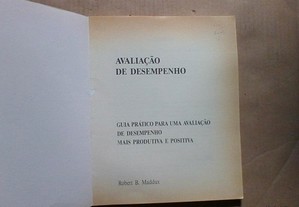 AVALIAÇÃO
DE DESEMPENHO
GUIA PRÁTICO PARA UMA AVALIAÇÃO
DE DESEMPENHO
MAIS PRODUTIVA E POSITIVA
Robert B. Maddux